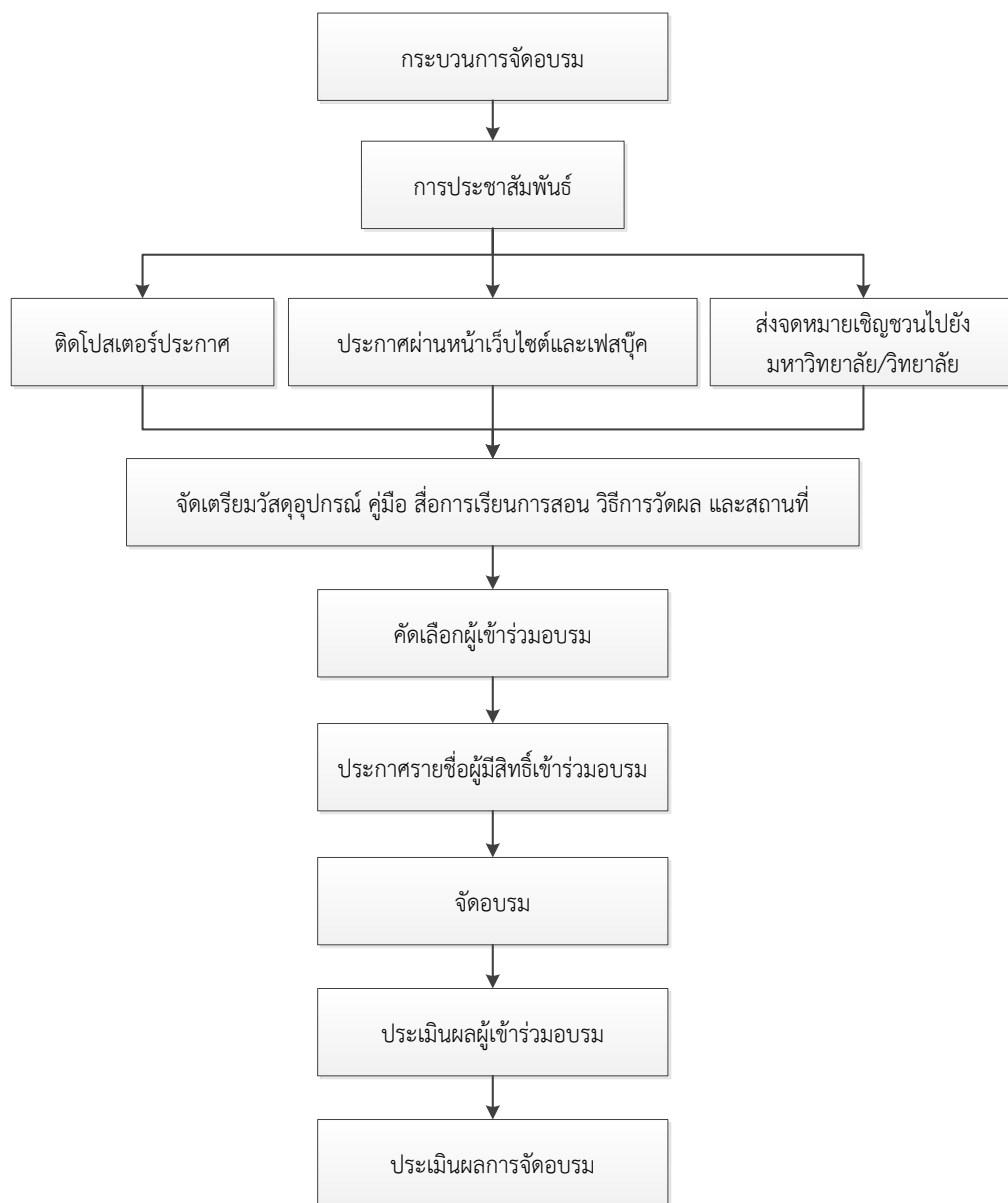 กระบวนการจัดอบรม
การประชาสัมพันธ์
ติดโปสเตอร์ประกาศ
ประกาศผ่านหน้าเว็บไซต์และเฟสบุ๊ค
ส่งจดหมายเชิญชวนไปยัง
มหาวิทยาลัย/วิทยาลัย
จัดเตรียมวัสดุอุปกรณ์ คู่มือ สื่อการเรียนการสอน วิธีการวัดผล และสถานที่
คัดเลือกผู้เข้าร่วมอบรม
ประกาศรายชื่อผู้มีสิทธิ์เข้าร่วมอบรม
จัดอบรม
ประเมินผลผู้เข้าร่วมอบรม
ประเมินผลการจัดอบรม